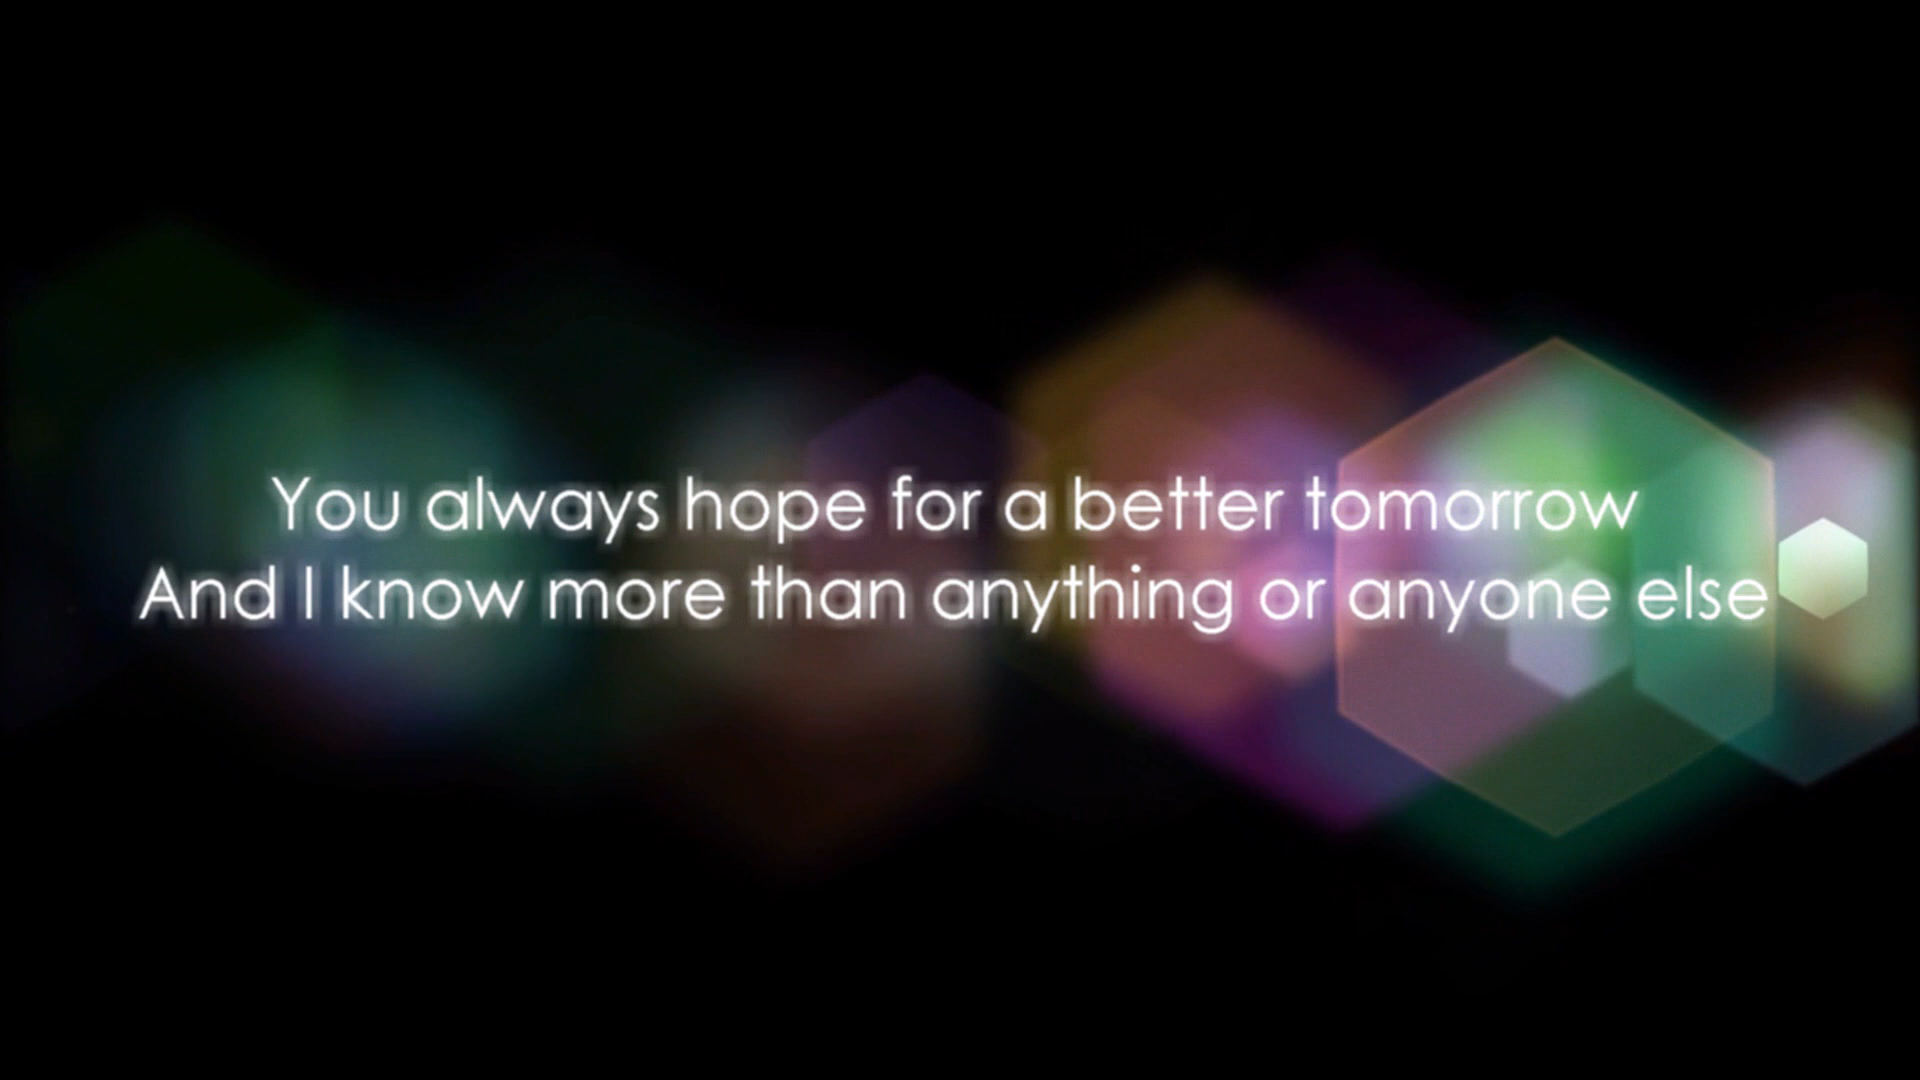 You always hope for a better tomorrow
And I know more than anything or anyone else